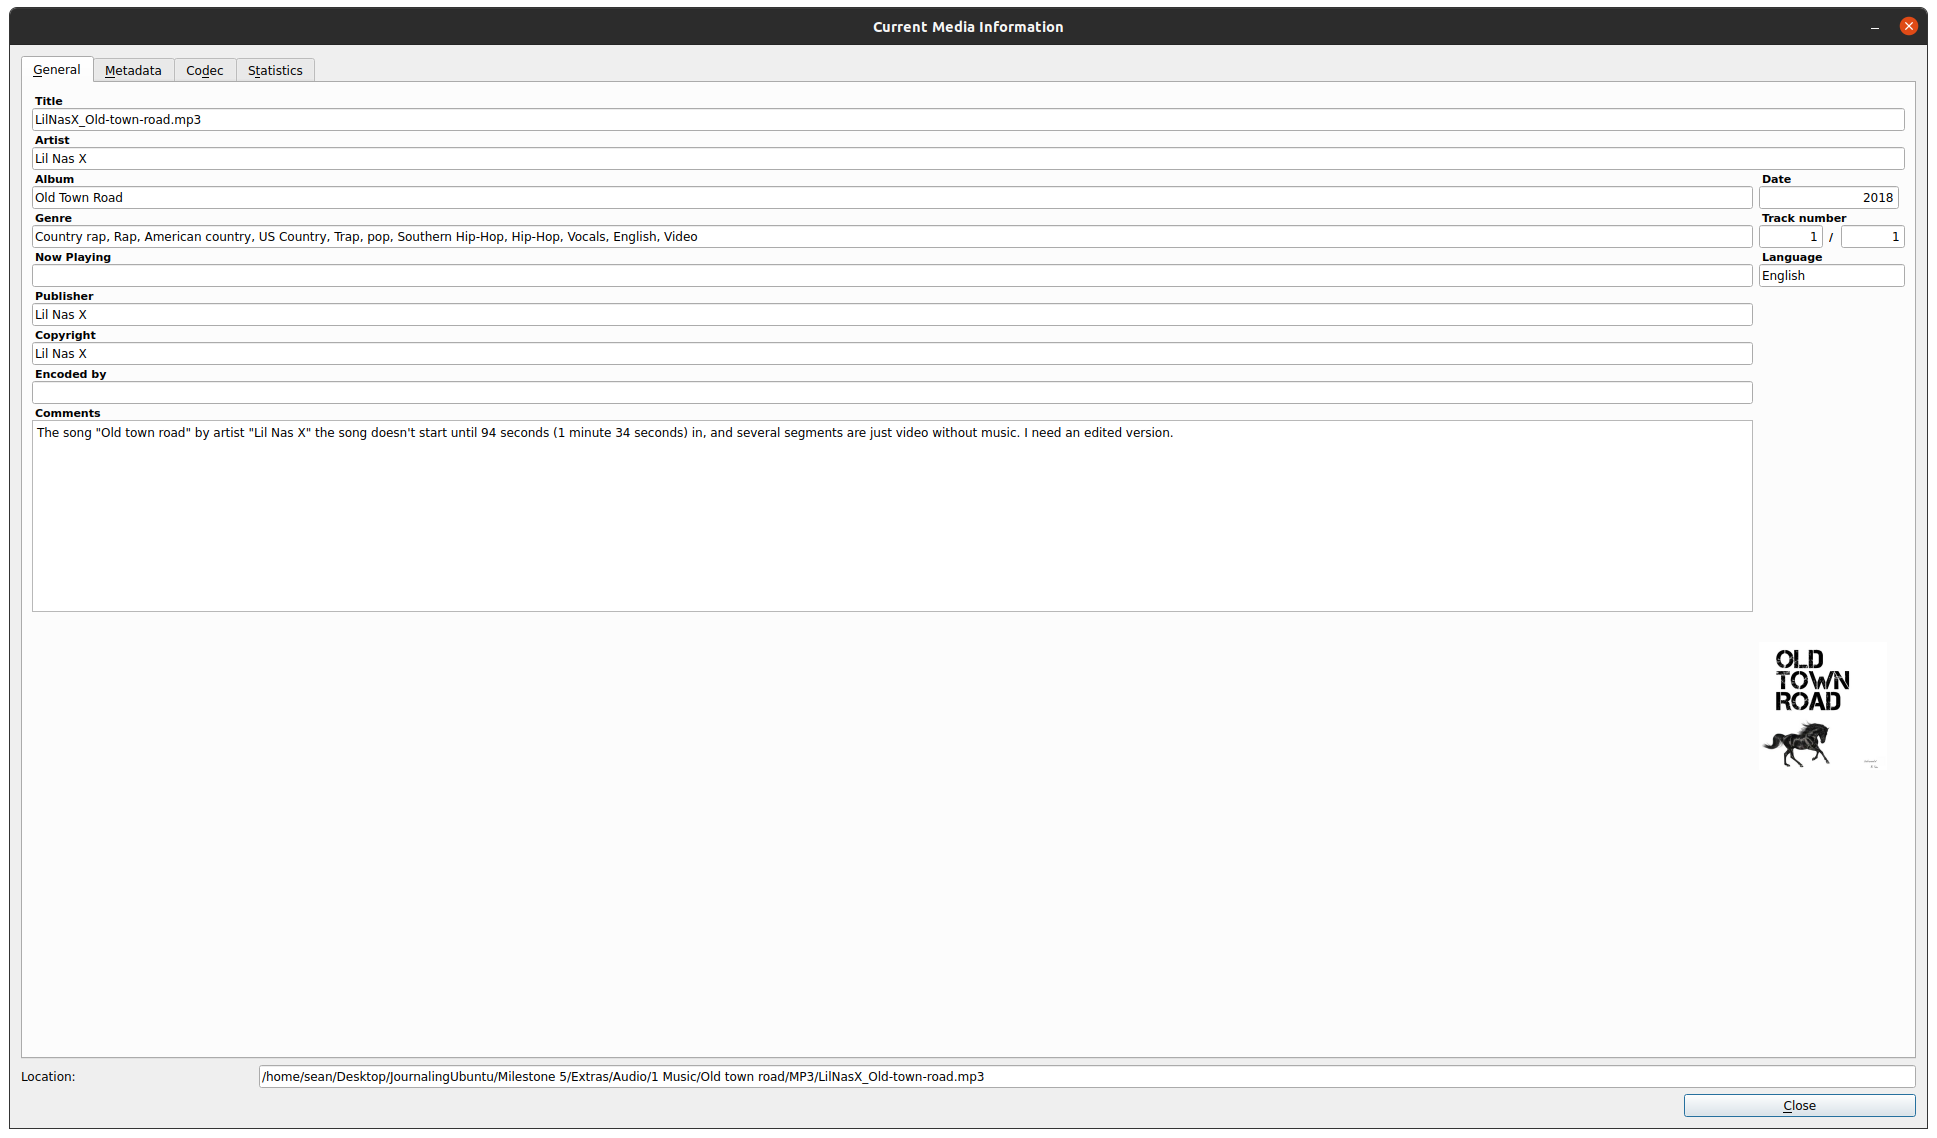 Current Media Information
General Metadata Codec Statistics
Title
LilNasX_Old-town-road.mp3
Artist
Lil Nas X
Album
Old Town Road
Date
2018
Genre
Country rap, Rap, American country, US Country, Trap, pop, Southern Hip-Hop, Hip-Hop, Vocals, English, Video
Track number
1 / 1
Now Playing
Language
English
Publisher
Lil Nas X
Copyright
Lil Nas X
Encoded by
Comments
The song "Old town road" by artist "Lil Nas X" the song doesn't start until 94 seconds (1 minute 34 seconds) in, and several segments are just video without music. I need an edited version.
OLD
TOWN
ROAD
Location: /home/sean/Desktop/JournalingUbuntu/Milestone 5/Extras/Audio/1 Music/Old town road/MP3/LilNasX_Old-town-road.mp3
Close